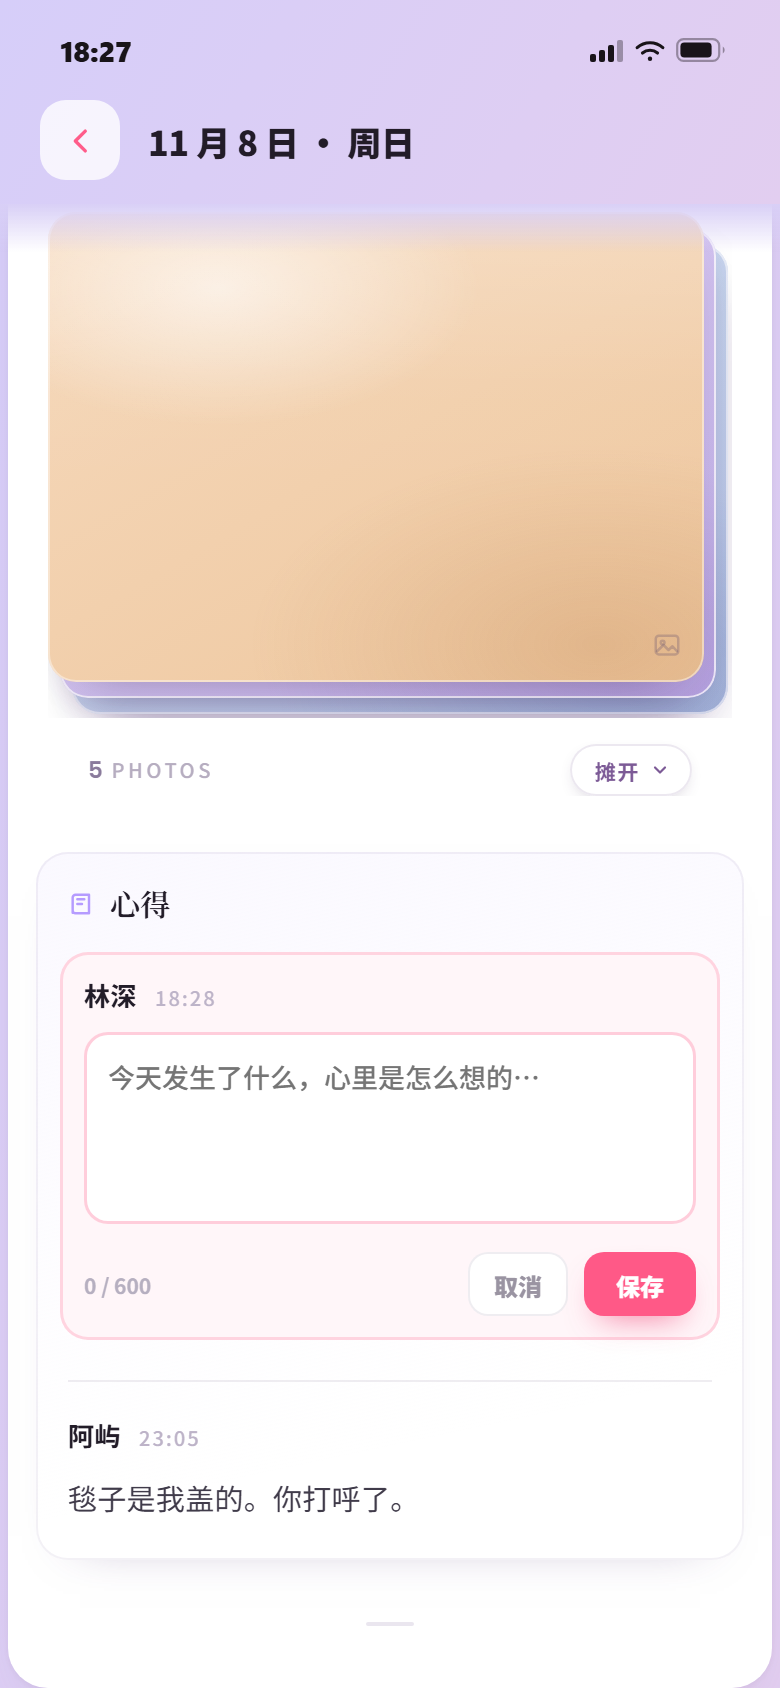 18:27
11 月 8 日 · 周日
5 PHOTOS
摊开
心得
林深 18:28
今天发生了什么，心里是怎么想的…
0 / 600
取消
保存
阿屿 23:05
毯子是我盖的。你打呼了。